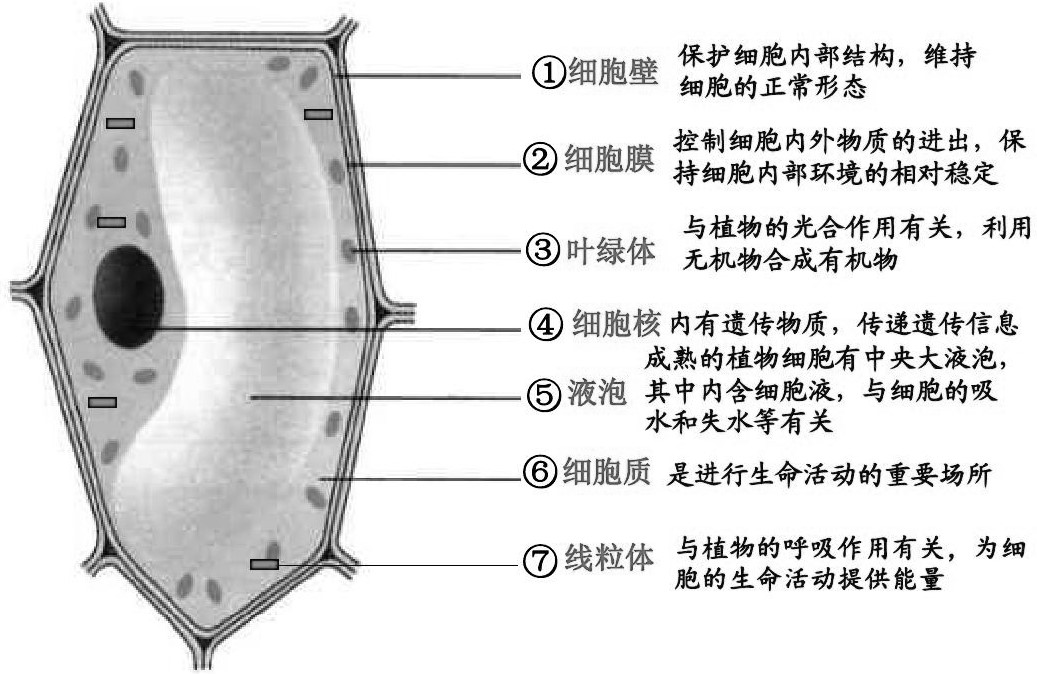 ①细胞壁 保护细胞内部结构，维持
细胞的正常形态
②细胞膜 控制细胞内外物质的进出，保
持细胞内部环境的相对稳定
③叶绿体 与植物的光合作用有关，利用
无机物合成有机物
④细胞核 内有遗传物质，传递遗传信息
成熟的植物细胞有中央大液泡，
⑤液泡 其中内含细胞液，与细胞的吸
水和失水等有关
⑥细胞质 是进行生命活动的重要场所
⑦线粒体 与植物的呼吸作用有关，为细
胞的生命活动提供能量